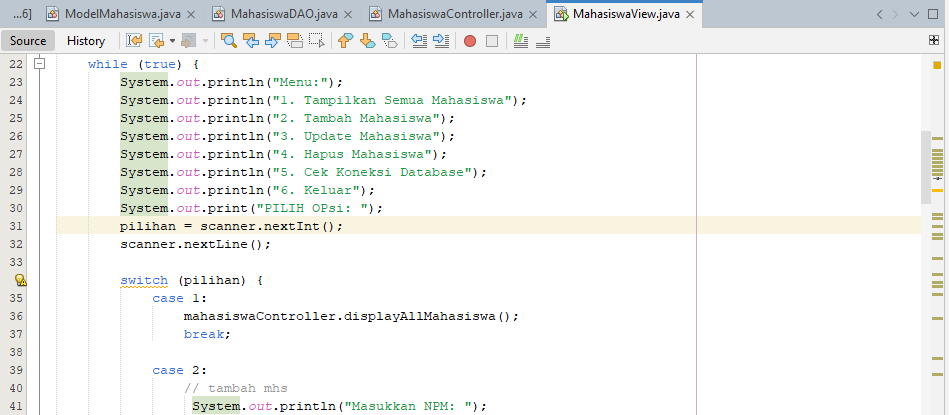 ...6] ModelMahasiswa.java MahasiswaDAO.java MahasiswaController.java MahasiswaView.java
Source History
22 while (true) {
23 System.out.println("Menu:");
24 System.out.println("1. Tampilkan Semua Mahasiswa");
25 System.out.println("2. Tambah Mahasiswa");
26 System.out.println("3. Update Mahasiswa");
27 System.out.println("4. Hapus Mahasiswa");
28 System.out.println("5. Cek Koneksi Database");
29 System.out.println("6. Keluar");
30 System.out.print("PILIH OPsi: ");
31 pilihan = scanner.nextInt();
32 scanner.nextLine();
33
switch (pilihan) {
35 case 1:
36 mahasiswaController.displayAllMahasiswa();
37 break;
38
39 case 2:
40 // tambah mhs
41 System.out.println("Masukkan NPM: ");